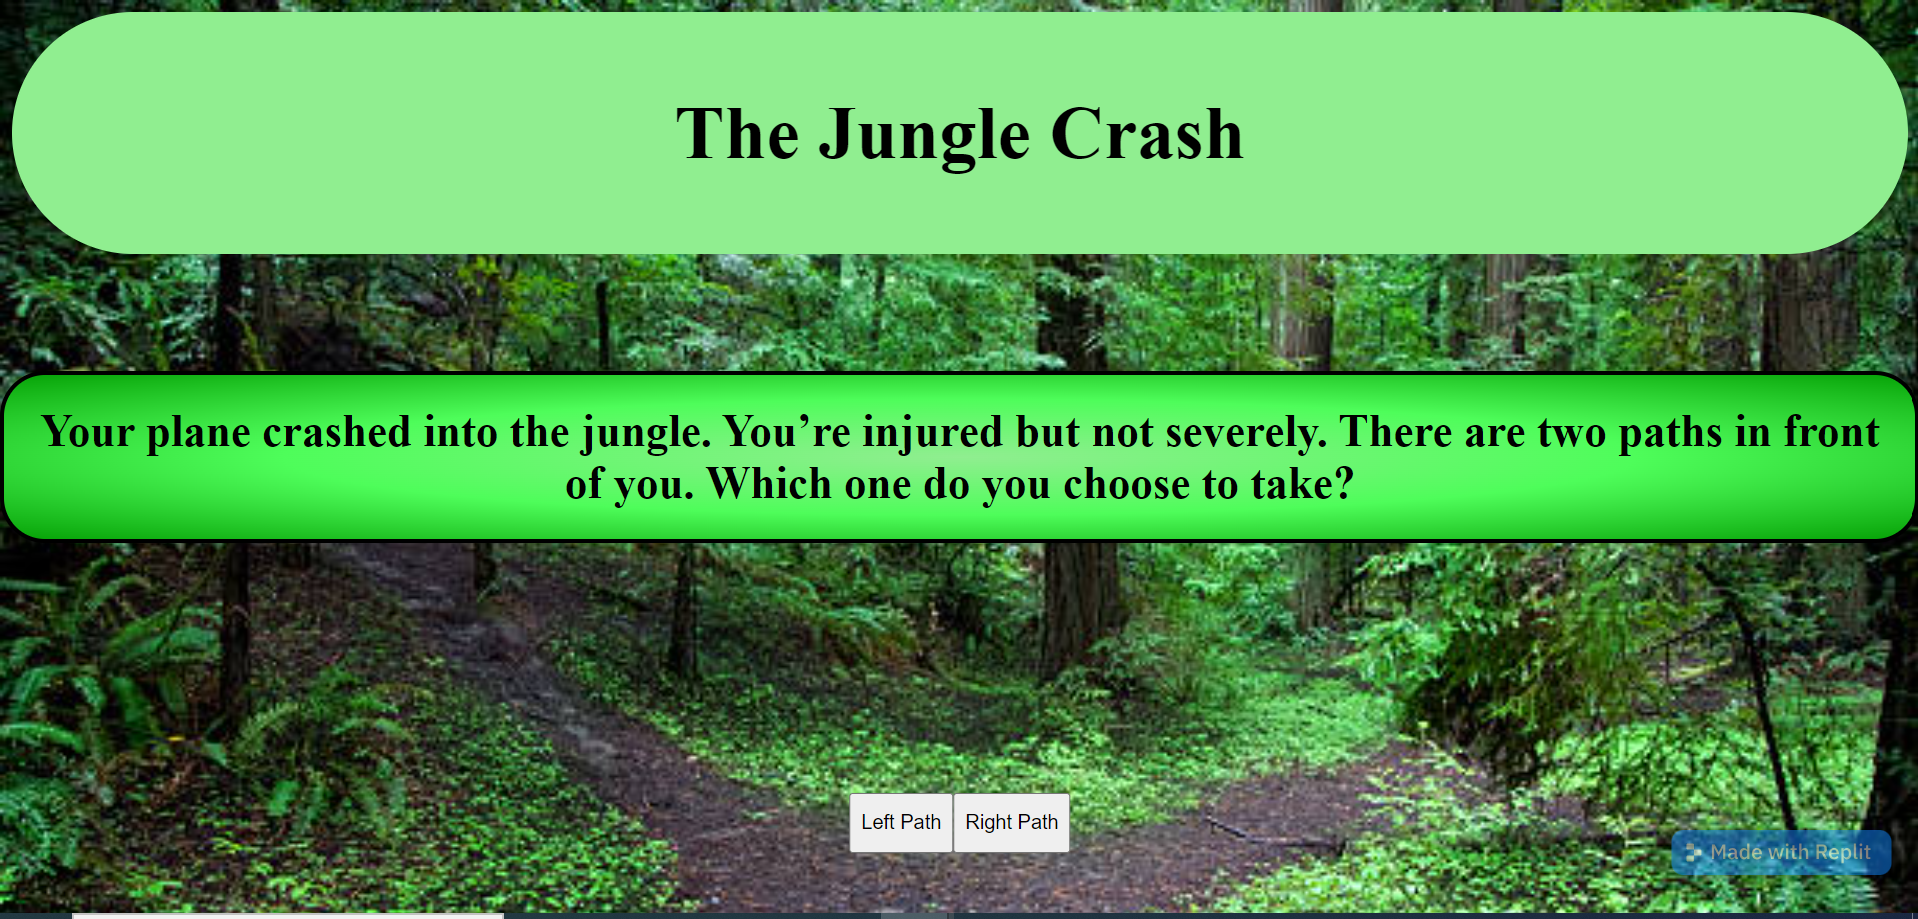 The Jungle Crash
Your plane crashed into the jungle. You’re injured but not severely. There are two paths in front
of you. Which one do you choose to take?
Left Path Right Path
Made with Replit